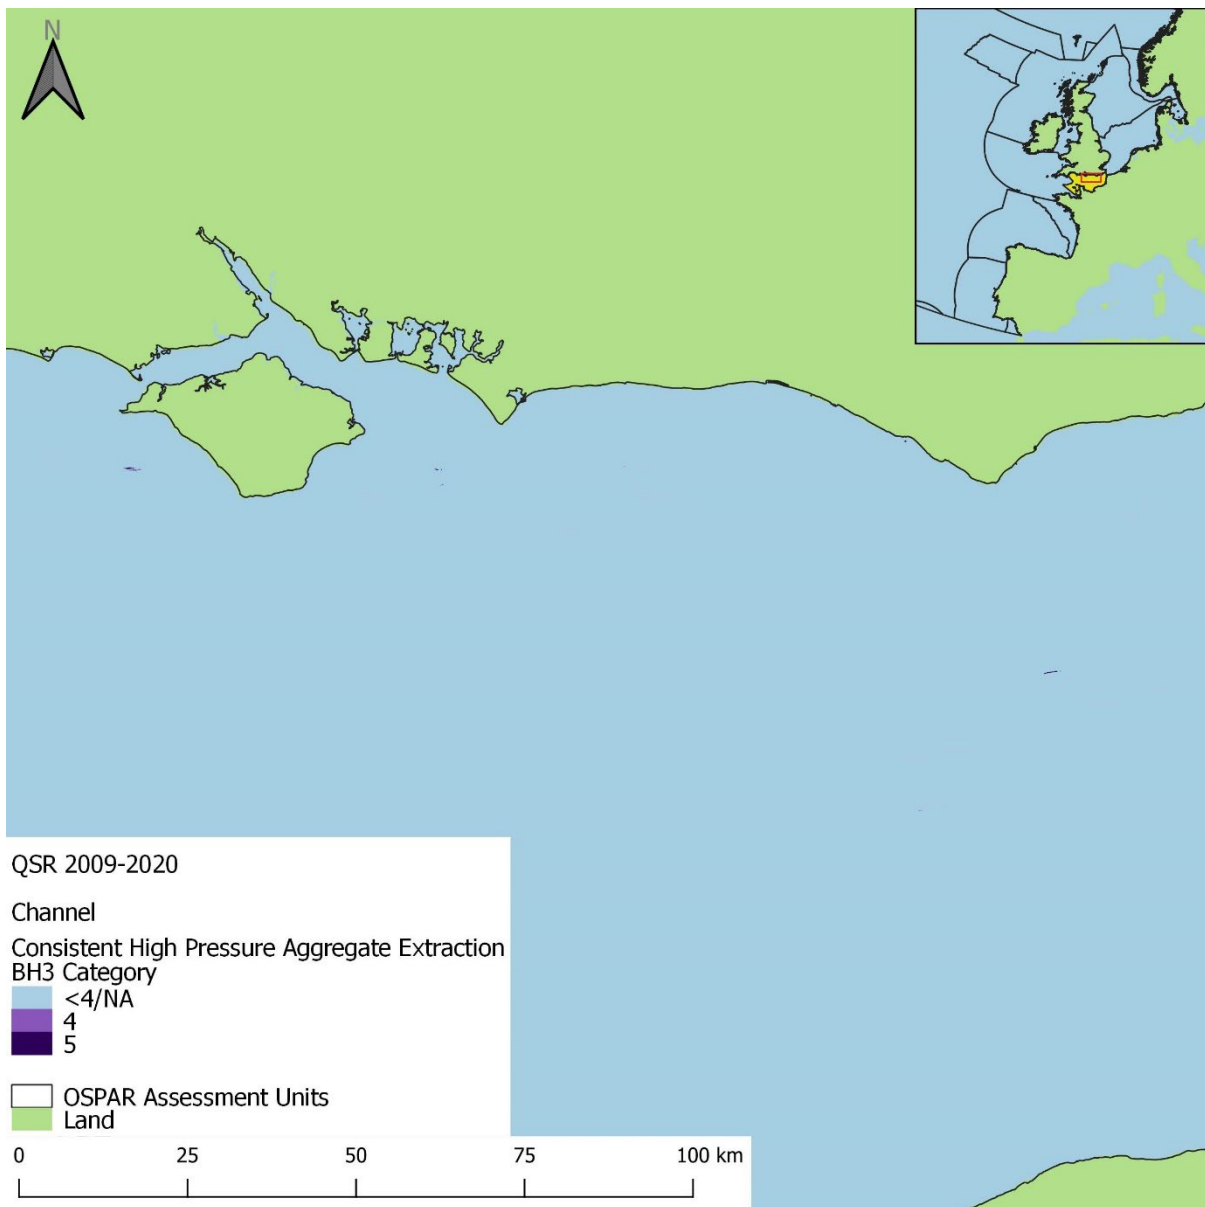 N
QSR 2009-2020
Channel
Consistent High Pressure Aggregate Extraction
BH3 Category
<4/NA
4
5
OSPAR Assessment Units
Land
0 25 50 75 100 km